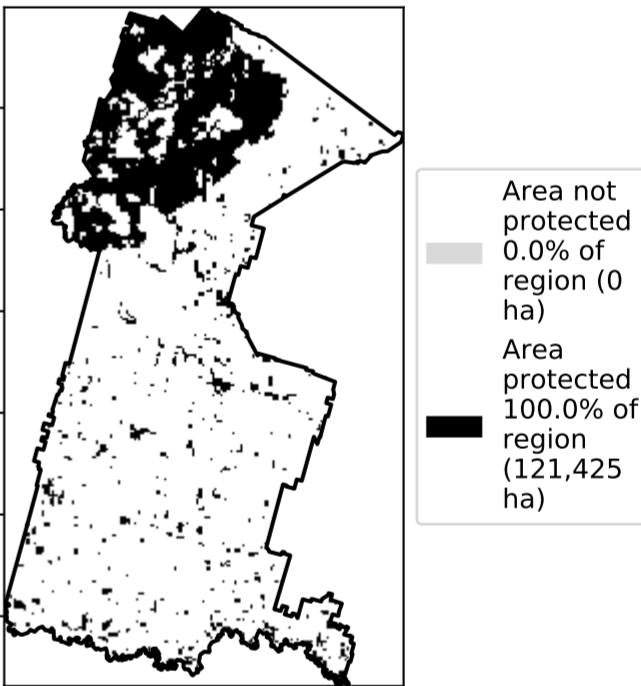 Area not
protected
0.0% of
region (0
ha)
Area
protected
100.0% of
region
(121,425
ha)